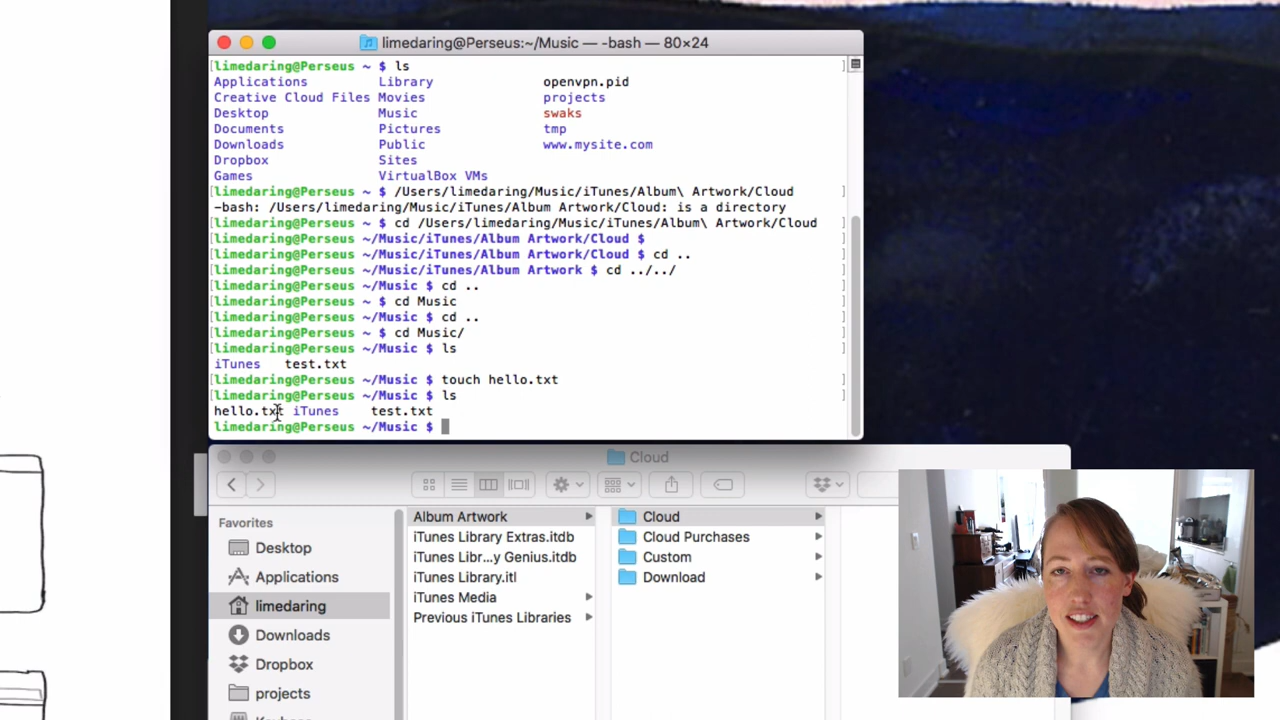 limedaring@Perseus:~/Music — -bash — 80×24
[limedaring@Perseus ~ $ ls ]
Applications Library openvpn.pid
Creative Cloud Files Movies projects
Desktop Music swaks
Documents Pictures tmp
Downloads Public www.mysite.com
Dropbox Sites
Games VirtualBox VMs
[limedaring@Perseus ~ $ /Users/limedaring/Music/iTunes/Album\ Artwork/Cloud ]
-bash: /Users/limedaring/Music/iTunes/Album Artwork/Cloud: is a directory
[limedaring@Perseus ~ $ cd /Users/limedaring/Music/iTunes/Album\ Artwork/Cloud ]
[limedaring@Perseus ~/Music/iTunes/Album Artwork/Cloud $ ]
[limedaring@Perseus ~/Music/iTunes/Album Artwork/Cloud $ cd .. ]
[limedaring@Perseus ~/Music/iTunes/Album Artwork $ cd ../../ ]
[limedaring@Perseus ~/Music $ cd .. ]
[limedaring@Perseus ~ $ cd Music ]
[limedaring@Perseus ~/Music $ cd .. ]
[limedaring@Perseus ~ $ cd Music/ ]
[limedaring@Perseus ~/Music $ ls ]
iTunes test.txt
[limedaring@Perseus ~/Music $ touch hello.txt ]
[limedaring@Perseus ~/Music $ ls ]
hello.txt iTunes test.txt
limedaring@Perseus ~/Music $
Cloud
Favorites
Desktop
Applications
limedaring
Downloads
Dropbox
projects
Album Artwork
iTunes Library Extras.itdb
iTunes Libr...y Genius.itdb
iTunes Library.itl
iTunes Media
Previous iTunes Libraries
Cloud
Cloud Purchases
Custom
Download